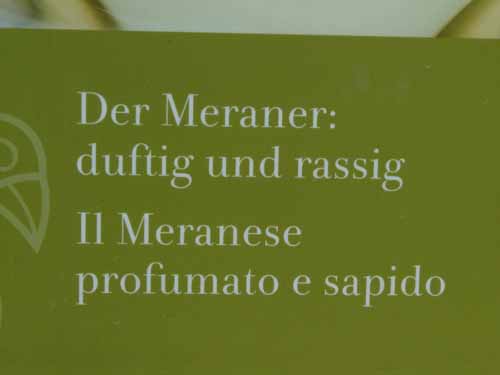 Der Meraner:
duftig und rassig
Il Meranese
profumato e sapido